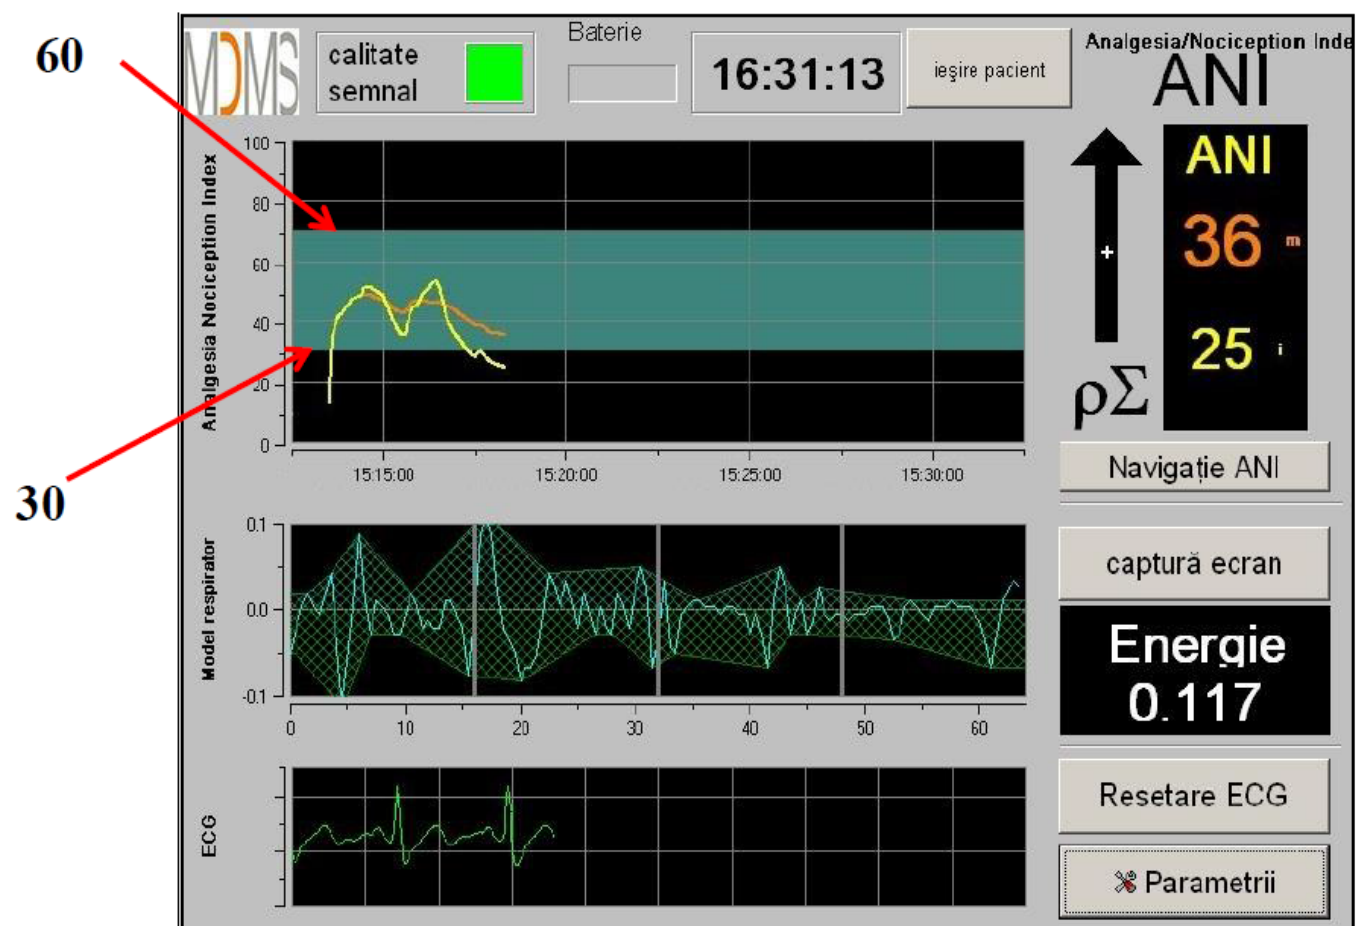 60
30
MDMS
calitate
semnal
Baterie
16:31:13
ieşire pacient
Analgesia/Nociception Inde
ANI
Analgesia Nociception Index
100
80
60
40
20
0
15:15:00
15:20:00
15:25:00
15:30:00
+
ρΣ
ANI
36 m
25 i
Navigaţie ANI
Model respirator
0.1
0.0
-0.1
0
10
20
30
40
50
60
captură ecran
Energie
0.117
ECG
Resetare ECG
Parametrii